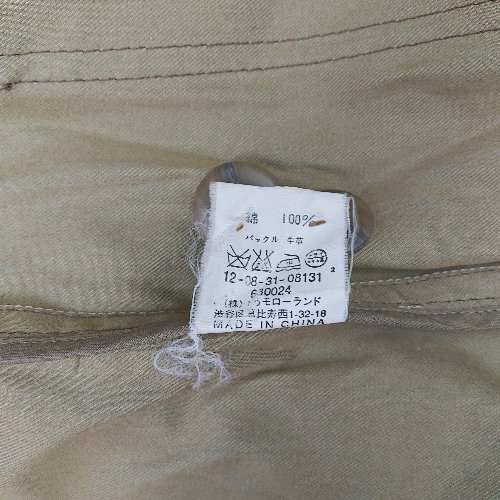 綿 100%
バックル 牛革
12-08-31-08131 2
630024
(株) トゥモローランド
渋谷区恵比寿西1-32-18
MADE IN CHINA